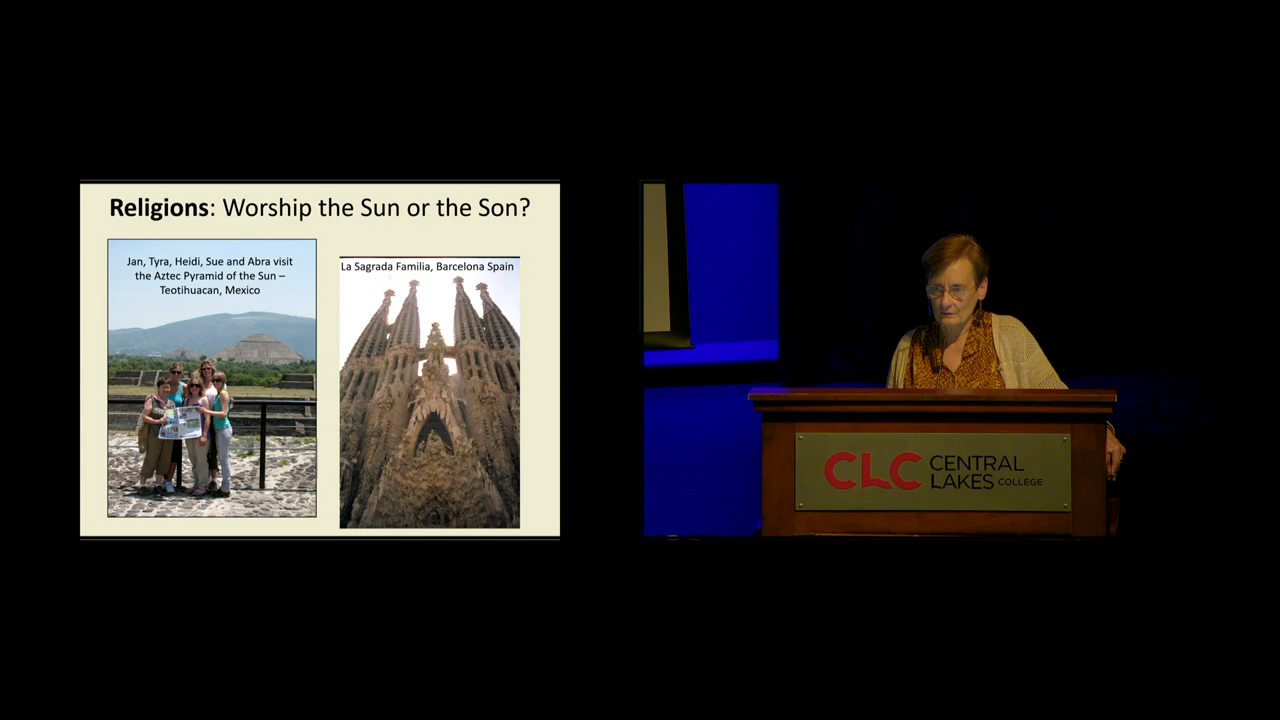 Religions: Worship the Sun or the Son?
Jan, Tyra, Heidi, Sue and Abra visit
the Aztec Pyramid of the Sun –
Teotihuacan, Mexico
La Sagrada Familia, Barcelona Spain
CLC CENTRAL
LAKES COLLEGE